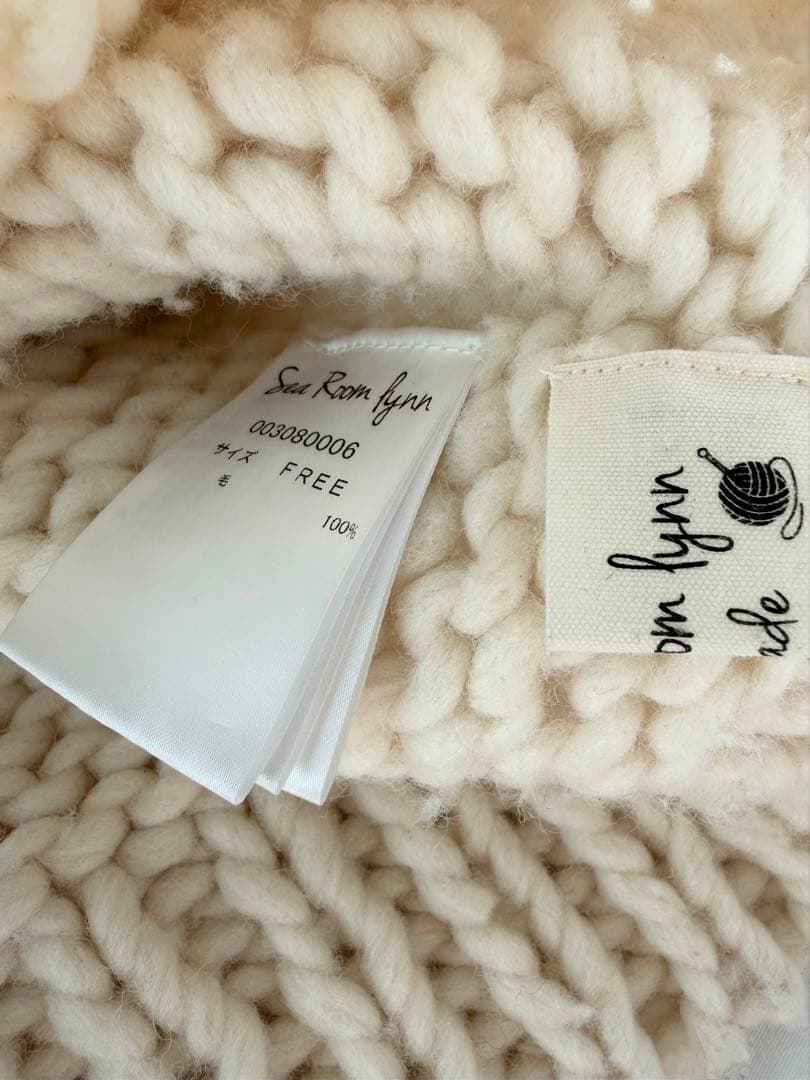 Sea Room lynn
003080006
サイズ FREE
毛
100%
om lynn
ade